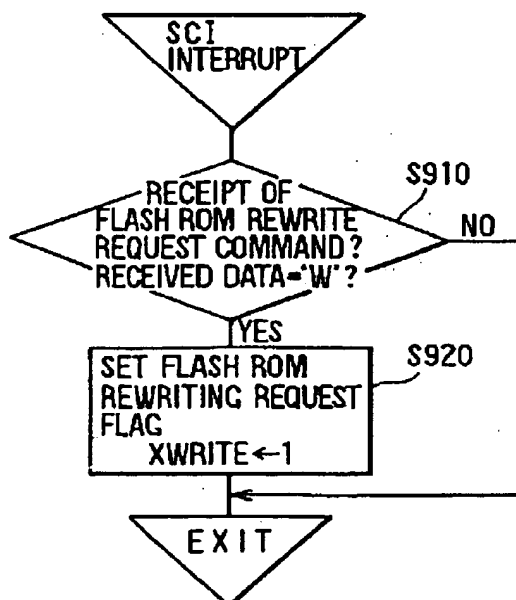 SCI
INTERRUPT
S910
RECEIPT OF
FLASH ROM REWRITE
REQUEST COMMAND?
RECEIVED DATA="W"?
NO
YES
S920
SET FLASH ROM
REWRITING REQUEST
FLAG
XWRITE←1
EXIT